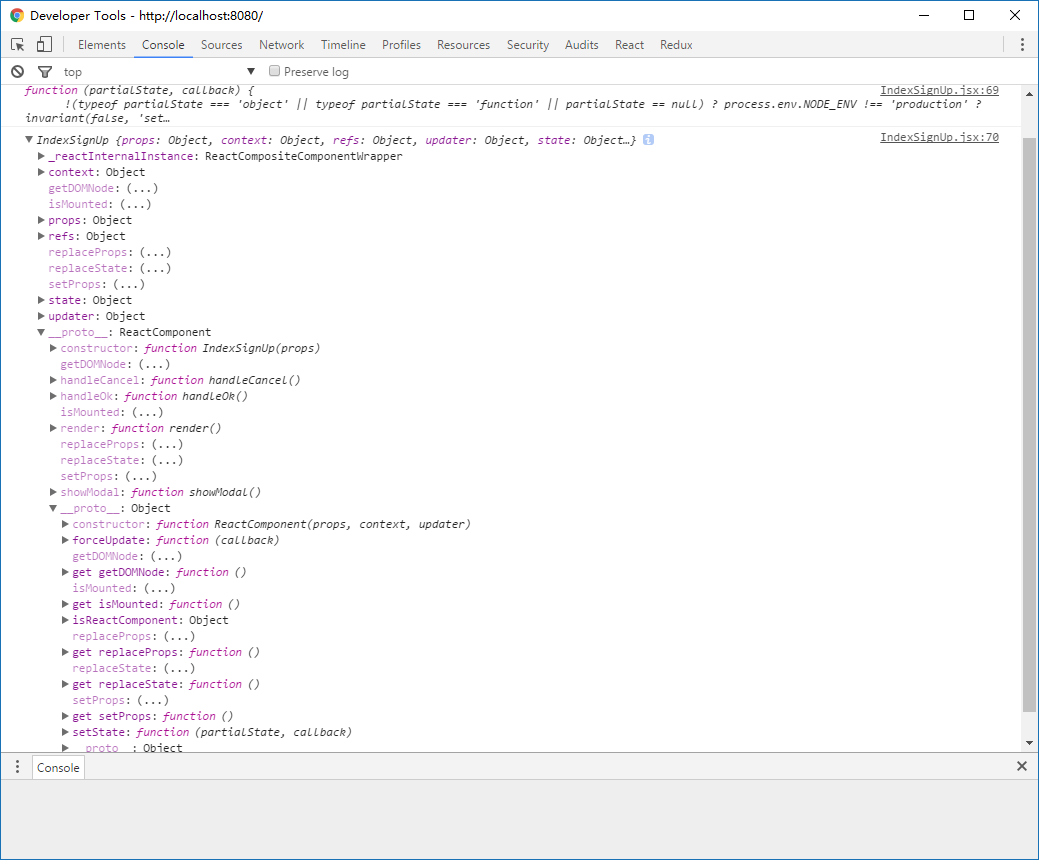 Developer Tools - http://localhost:8080/
Elements Console Sources Network Timeline Profiles Resources Security Audits React Redux
top Preserve log
function (partialState, callback) { IndexSignUp.jsx:69
!(typeof partialState === 'object' || typeof partialState === 'function' || partialState == null) ? process.env.NODE_ENV !== 'production' ?
invariant(false, 'set…
IndexSignUp {props: Object, context: Object, refs: Object, updater: Object, state: Object…} IndexSignUp.jsx:70
_reactInternalInstance: ReactCompositeComponentWrapper
context: Object
getDOMNode: (...)
isMounted: (...)
props: Object
refs: Object
replaceProps: (...)
replaceState: (...)
setProps: (...)
state: Object
updater: Object
__proto__: ReactComponent
constructor: function IndexSignUp(props)
getDOMNode: (...)
handleCancel: function handleCancel()
handleOk: function handleOk()
isMounted: (...)
render: function render()
replaceProps: (...)
replaceState: (...)
setProps: (...)
showModal: function showModal()
__proto__: Object
constructor: function ReactComponent(props, context, updater)
forceUpdate: function (callback)
getDOMNode: (...)
get getDOMNode: function ()
isMounted: (...)
get isMounted: function ()
isReactComponent: Object
replaceProps: (...)
get replaceProps: function ()
replaceState: (...)
get replaceState: function ()
setProps: (...)
get setProps: function ()
setState: function (partialState, callback)
__proto__: Object
Console